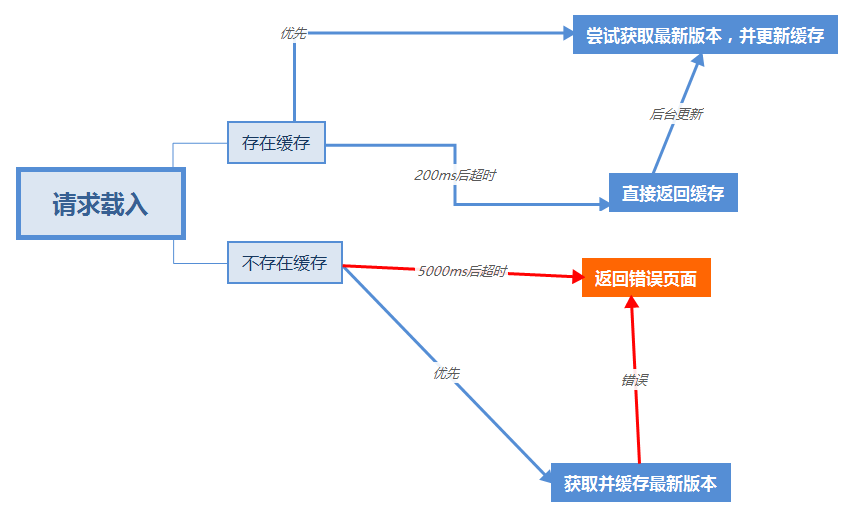 优先
尝试获取最新版本，并更新缓存
后台更新
存在缓存
200ms后超时
直接返回缓存
请求载入
不存在缓存
5000ms后超时
返回错误页面
优先
错误
获取并缓存最新版本